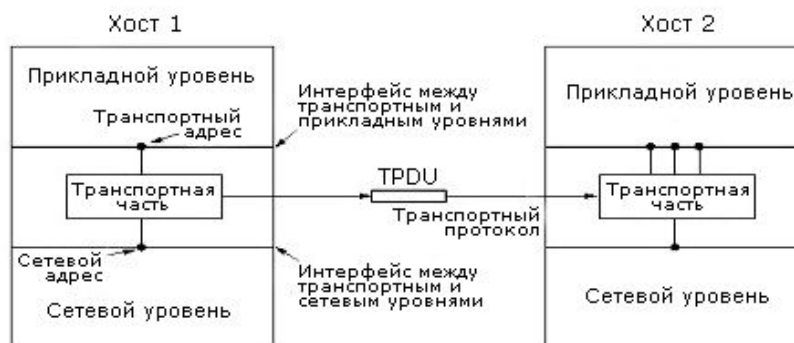 Хост 1
Хост 2
Прикладной уровень
Прикладной уровень
Интерфейс между
транспортным и
прикладным уровнями
Транспортный
адрес
TPDU
Транспортная
часть
Транспортный
протокол
Транспортная
часть
Сетевой
адрес
Интерфейс между
транспортным и
сетевым уровнями
Сетевой уровень
Сетевой уровень